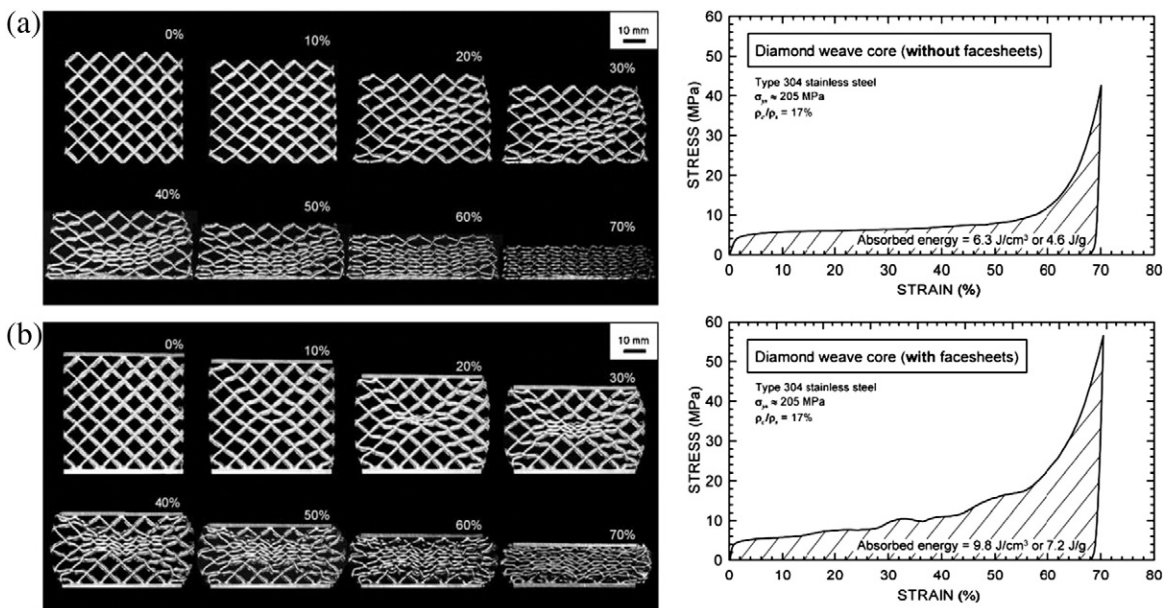 (a)
0%
10%
20%
30%
10 mm
40%
50%
60%
70%
STRESS (MPa)
60
50
40
30
20
10
0
Diamond weave core (without facesheets)
Type 304 stainless steel
σys ≈ 205 MPa
ρc/ρs = 17%
Absorbed energy = 6.3 J/cm³ or 4.6 J/g
0 10 20 30 40 50 60 70 80
STRAIN (%)
(b)
0%
10%
20%
30%
10 mm
40%
50%
60%
70%
STRESS (MPa)
60
50
40
30
20
10
0
Diamond weave core (with facesheets)
Type 304 stainless steel
σys ≈ 205 MPa
ρc/ρs = 17%
Absorbed energy = 9.8 J/cm³ or 7.2 J/g
0 10 20 30 40 50 60 70 80
STRAIN (%)